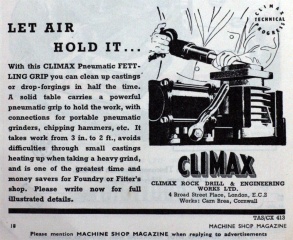 LET AIR
HOLD IT...
With this CLIMAX Pneumatic FETT-
LING GRIP you can clean up castings
or drop-forgings in half the time.
A solid table carries a powerful
pneumatic grip to hold the work, with
connections for portable pneumatic
grinders, chipping hammers, etc. It
takes work from 3 in. to 2 ft., avoids
difficulties through small castings
heating up when taking a heavy grind,
and is one of the greatest time and
money savers for Foundry or Fitter's
shop. Please write now for full
illustrated details.
CLIMAX
TECHNICAL
PROGRESS
CLIMAX
CLIMAX ROCK DRILL & ENGINEERING
WORKS LTD.
4 Broad Street Place, London, E.C.2
Works: Carn Brea, Cornwall
TAS/CX 413
18
MACHINE SHOP MAGAZINE
Please mention MACHINE SHOP MAGAZINE when replying to advertisements